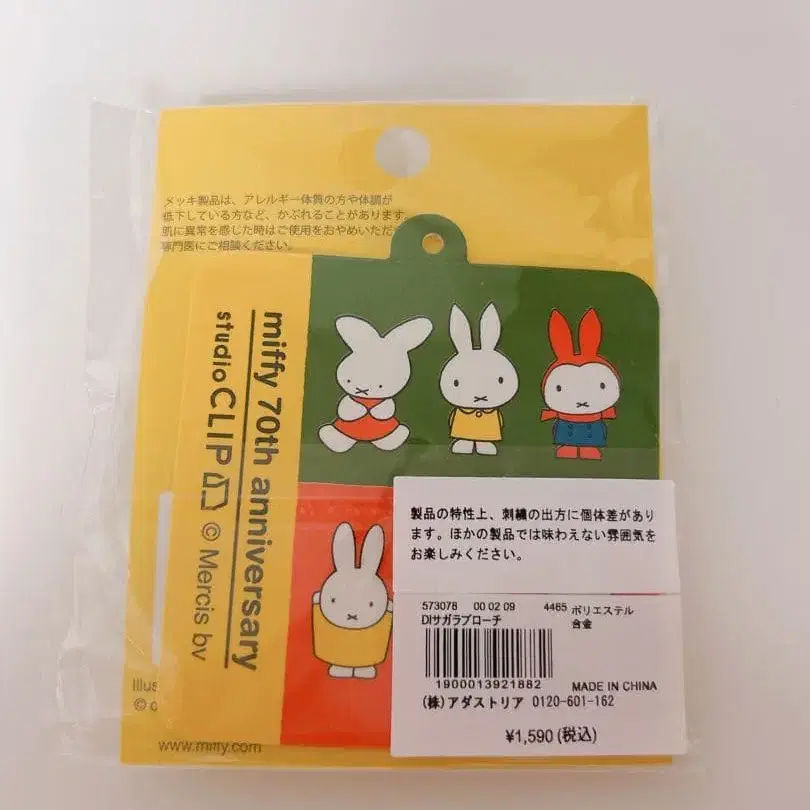 メッキ製品は、アレルギー体質の方や体調が
低下している方など、かぶれることがあります。
肌に異常を感じた時はご使用をおやめいただ
専門医にご相談ください。
miffy 70th anniversary
studio CLIP © Mercis bv
製品の特性上、刺繍の出方に個体差があり
ます。ほかの製品では味わえない雰囲気を
お楽しみください。
573078 00 02 09 4465 ポリエステル
DIサガラブローチ 合金
1900013921882 MADE IN CHINA
(株)アダストリア 0120-601-162
¥1,590(税込)
Illus
© 
www.miffy.com